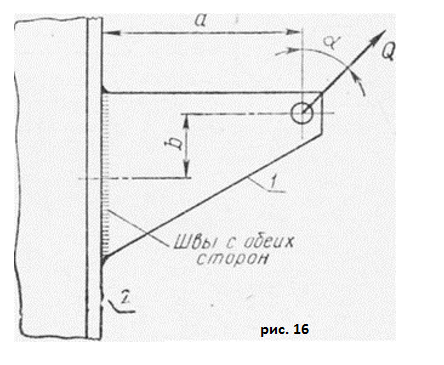 a
α
Q
b
1
Швы с обеих
сторон
2
рис. 16